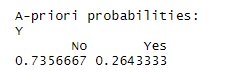 A-priori probabilities:
Y
No Yes
0.7356667 0.2643333